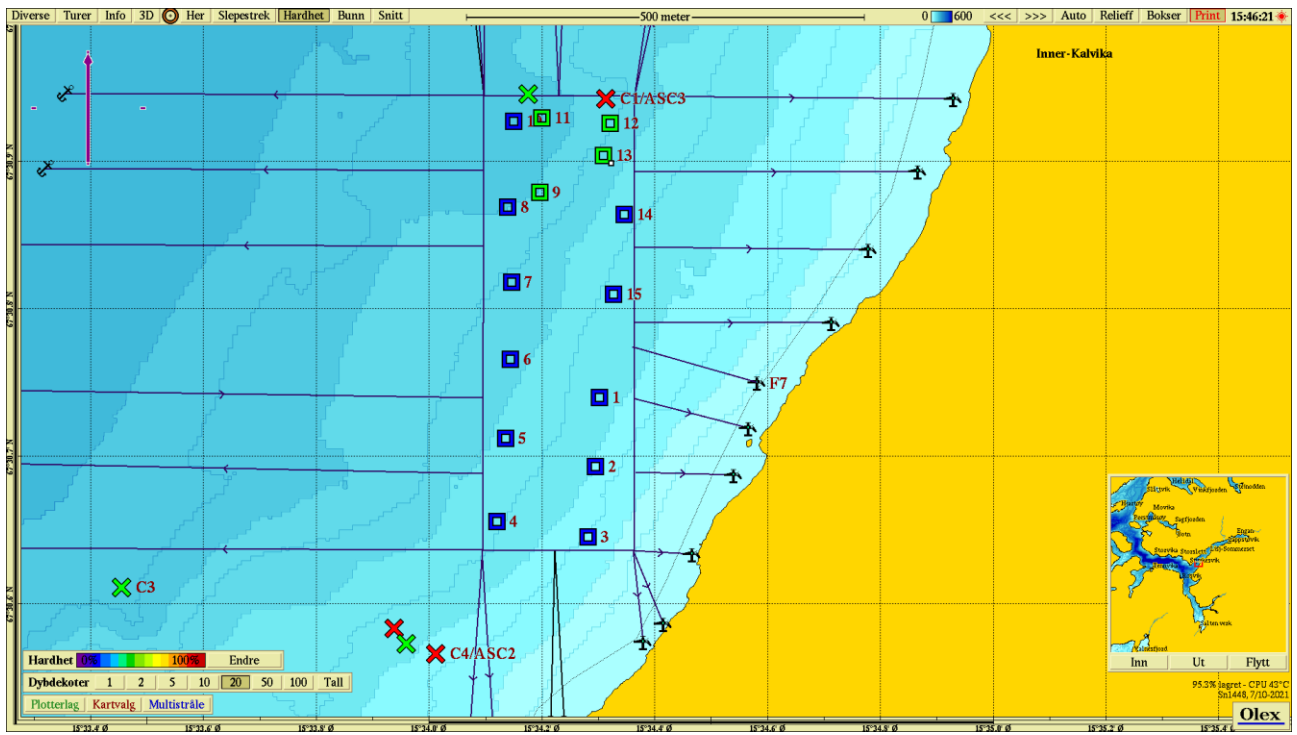 Diverse Turer Info 3D Her Slepestrek Hardhet Bunn Snitt 500 meter 0 600 <<< >>> Auto Relieff Bokser Print 15:46:21
Inner-Kalvika
C1/ASC3
11
12
13
9
8
14
7
15
6
F7
1
5
2
4
3
C3
C4/ASC2
Movika
Inn Ut Flytt
Hardhet 0% 100% Endre
Dybdekoter 1 2 5 10 20 50 100 Tall
Plotterlag Kartvalg Multistråle
95.3% lagret - CPU 43°C
Sn1448, 7/10-2021
Olex
15°33.4 Ø 15°33.6 Ø 15°33.8 Ø 15°34.0 Ø 15°34.2 Ø 15°34.4 Ø 15°34.6 Ø 15°34.8 Ø 15°35.0 Ø 15°35.2 Ø 15°35.4 Ø